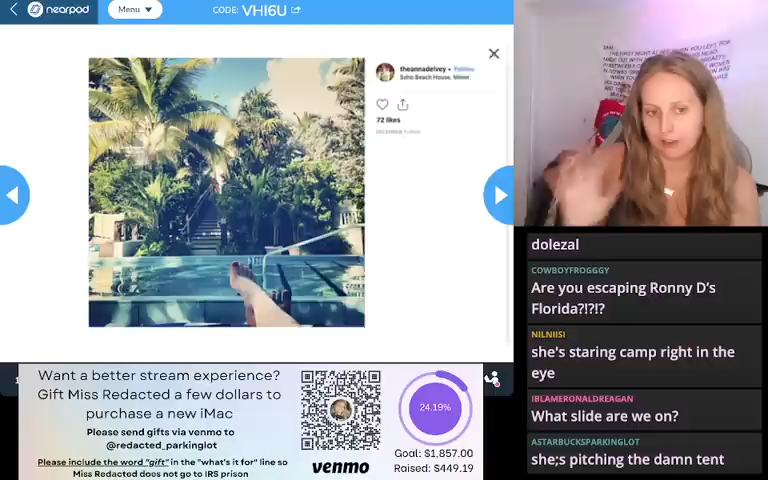 nearpod
Menu ▼
CODE: VHI6U
theannadelvey • Following
Soho Beach House, Miami
72 likes
dolezal
COWBOYFROGGGY
Are you escaping Ronny D's
Florida?!?!?
NILNIISI
she's staring camp right in the
eye
IBLAMERONALDREAGAN
What slide are we on?
ASTARBUCKSPARKINGLOT
she;s pitching the damn tent
Want a better stream experience?
Gift Miss Redacted a few dollars to
purchase a new iMac
Please send gifts via venmo to
@redacted_parkinglot
Please include the word "gift" in the "what's it for" line so
Miss Redacted does not go to IRS prison
venmo
24.19%
Goal: $1,857.00
Raised: $449.19